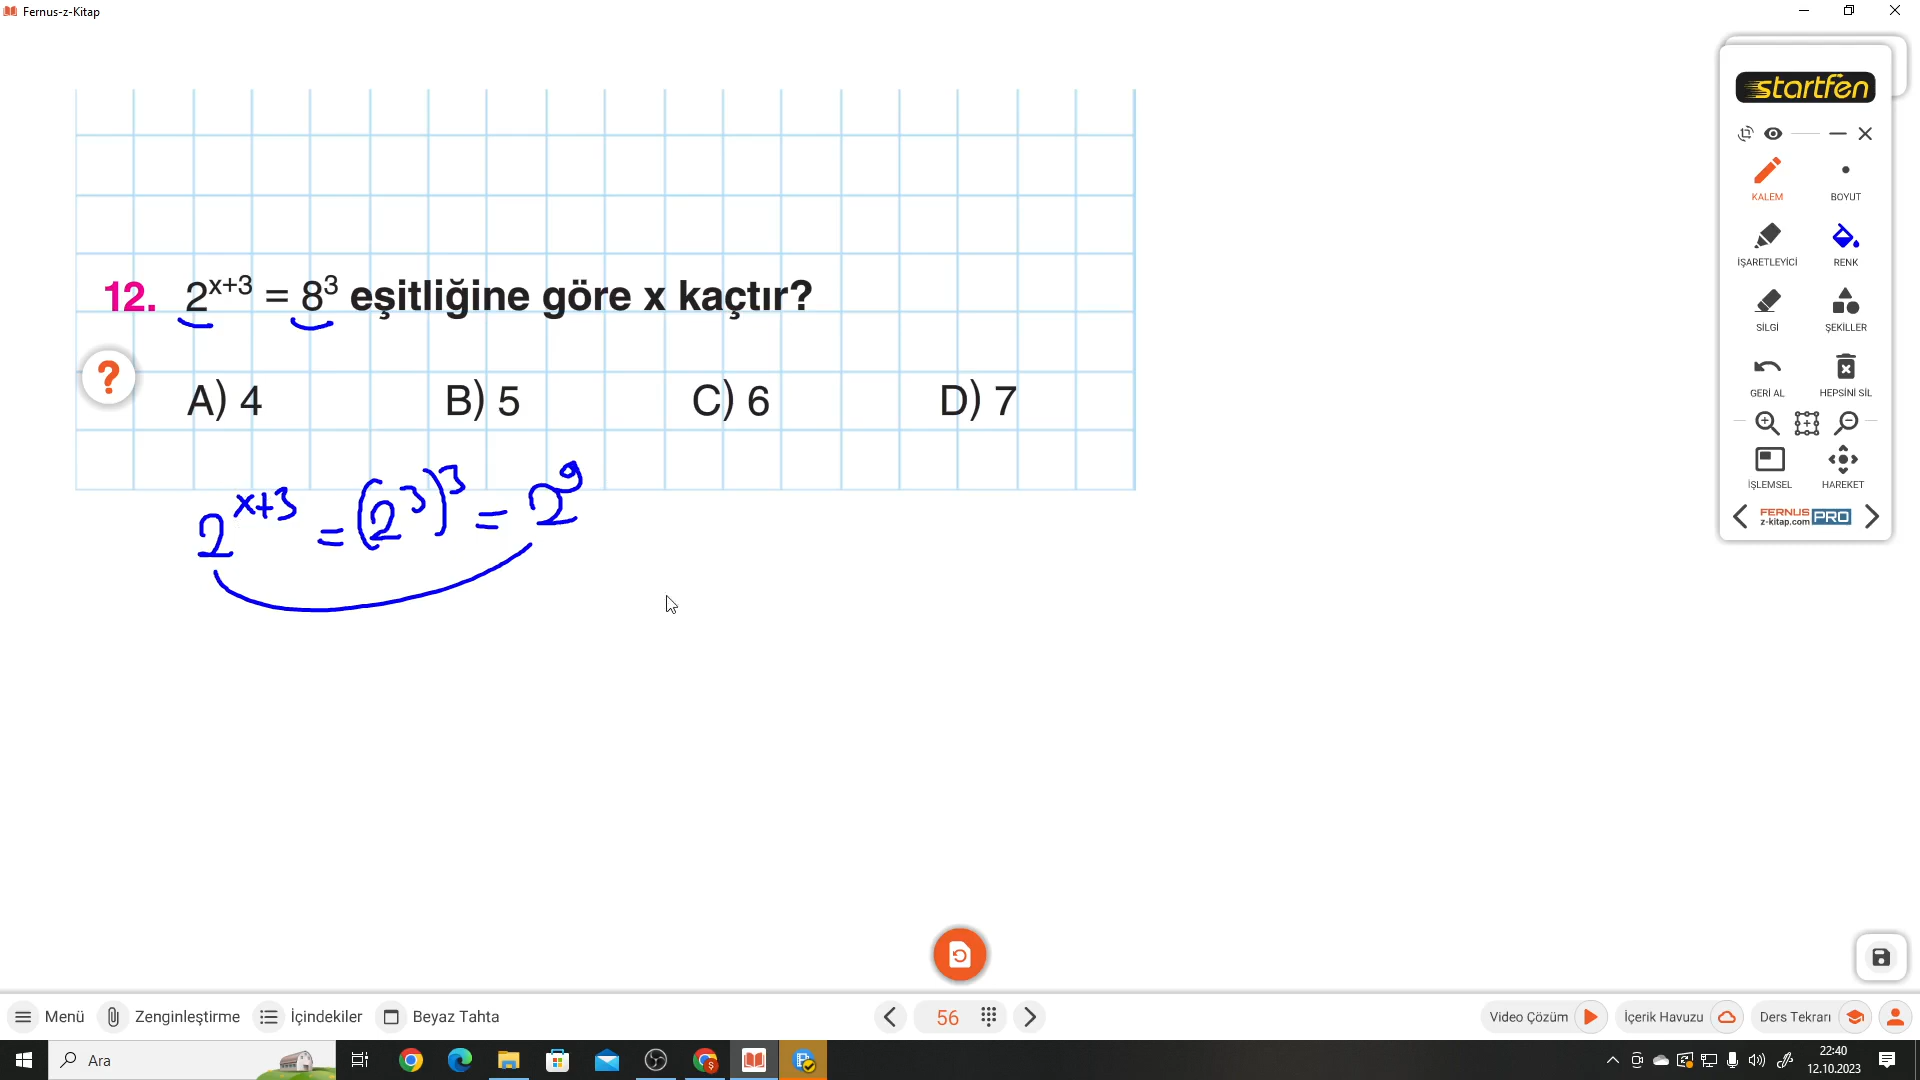 Fernus-z-Kitap
startfen
KALEM BOYUT
İŞARETLEYİCİ RENK
SİLGİ ŞEKİLLER
GERİ AL HEPSİNİ SİL
İŞLEMSEL HAREKET
FERNUS
z-kitap.com PRO
12. 2^{x+3} = 8^3 eşitliğine göre x kaçtır?
?
A) 4 B) 5 C) 6 D) 7
2^{x+3} = (2^3)^3 = 2^9
Menü Zenginleştirme İçindekiler Beyaz Tahta 56 Video Çözüm İçerik Havuzu Ders Tekrarı
Ara 22:40
12.10.2023